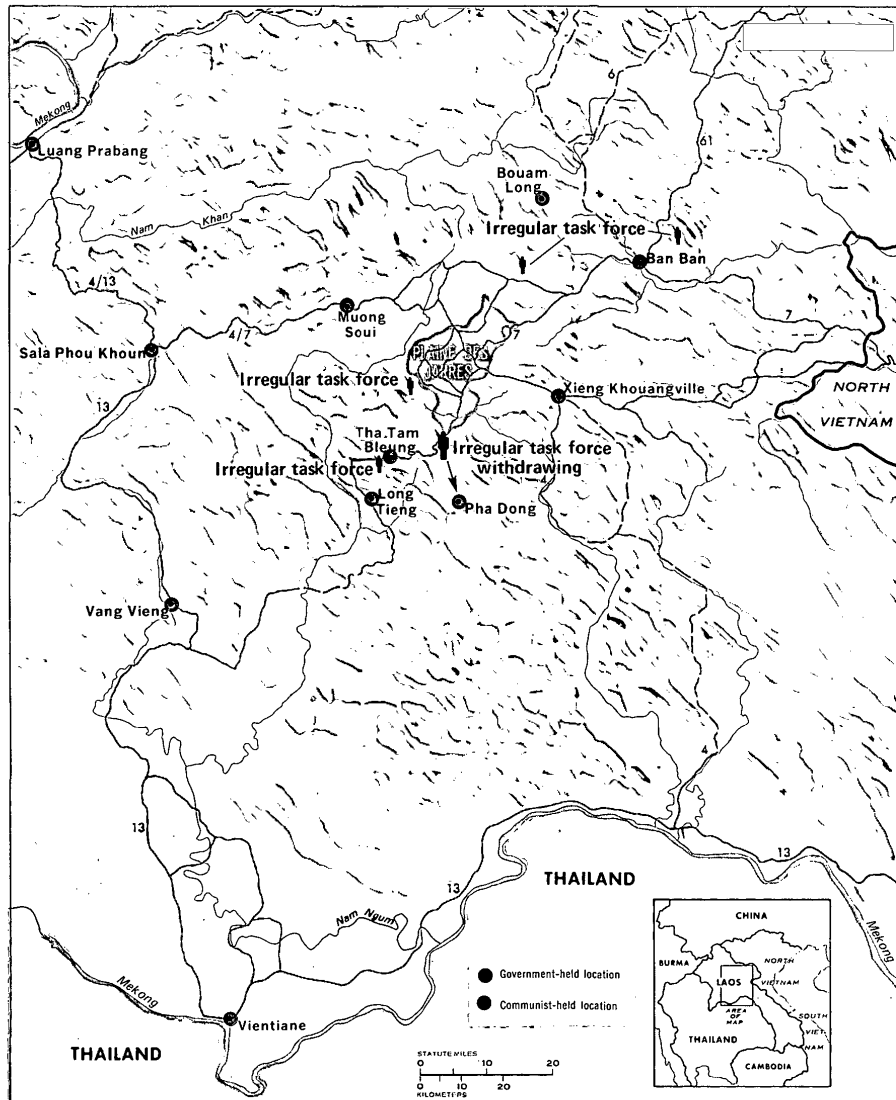 6
61
Mekong
Luang Prabang
Bouam
Long
Nam Khan
Irregular task force
Ban Ban
4/13
Muong
Soui
4/7
7
7
Sala Phou Khoun
PLAINE DES
JARRES
NORTH
VIETNAM
Irregular task force
Xieng Khouangville
13
Tha.Tam
Bleung
Irregular task force
withdrawing
Irregular task force
4
Long
Tieng
Pha Dong
Vang Vieng
4
13
13
13
THAILAND
Nam Ngum
Mekong
Mekong
Vientiane
THAILAND
Government-held location
Communist-held location
STATUTE MILES
0 10 20
0 10 20
KILOMETERS
CHINA
BURMA
NORTH
VIETNAM
LAOS
AREA
OF
MAP
SOUTH
VIET-
NAM
THAILAND
CAMBODIA